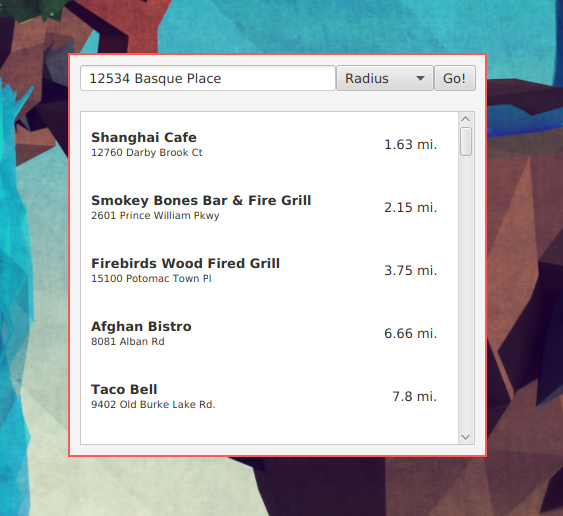 12534 Basque Place Radius Go!
Shanghai Cafe 1.63 mi.
12760 Darby Brook Ct
Smokey Bones Bar & Fire Grill 2.15 mi.
2601 Prince William Pkwy
Firebirds Wood Fired Grill 3.75 mi.
15100 Potomac Town Pl
Afghan Bistro 6.66 mi.
8081 Alban Rd
Taco Bell 7.8 mi.
9402 Old Burke Lake Rd.